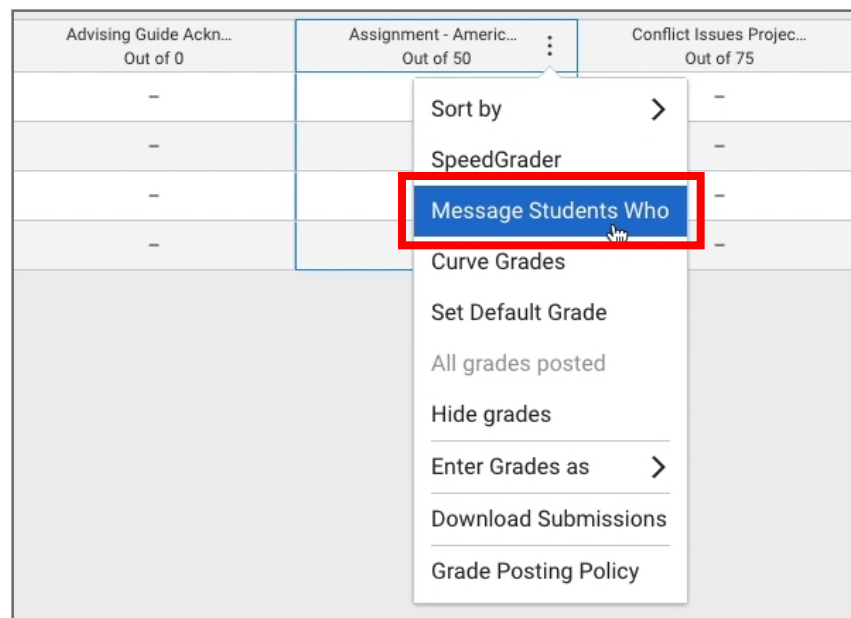 Advising Guide Ackn...
Out of 0
Assignment - Americ...
Out of 50
Conflict Issues Projec...
Out of 75
–
–
–
–
–
–
–
–
Sort by
SpeedGrader
Message Students Who
Curve Grades
Set Default Grade
All grades posted
Hide grades
Enter Grades as
Download Submissions
Grade Posting Policy